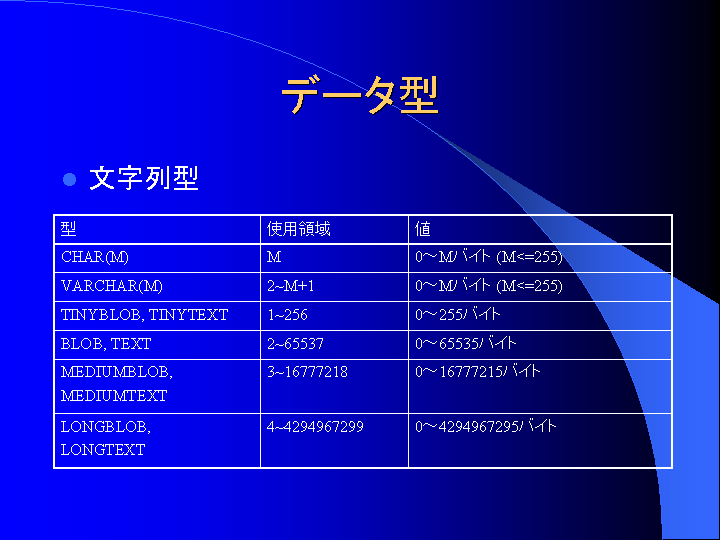 データ型
文字列型
型 使用領域 値
CHAR(M) M 0～Mバイト (M<=255)
VARCHAR(M) 2~M+1 0～Mバイト (M<=255)
TINYBLOB, TINYTEXT 1~256 0～255バイト
BLOB, TEXT 2~65537 0～65535バイト
MEDIUMBLOB, 3~16777218 0～16777215バイト
MEDIUMTEXT
LONGBLOB, 4~4294967299 0～4294967295バイト
LONGTEXT